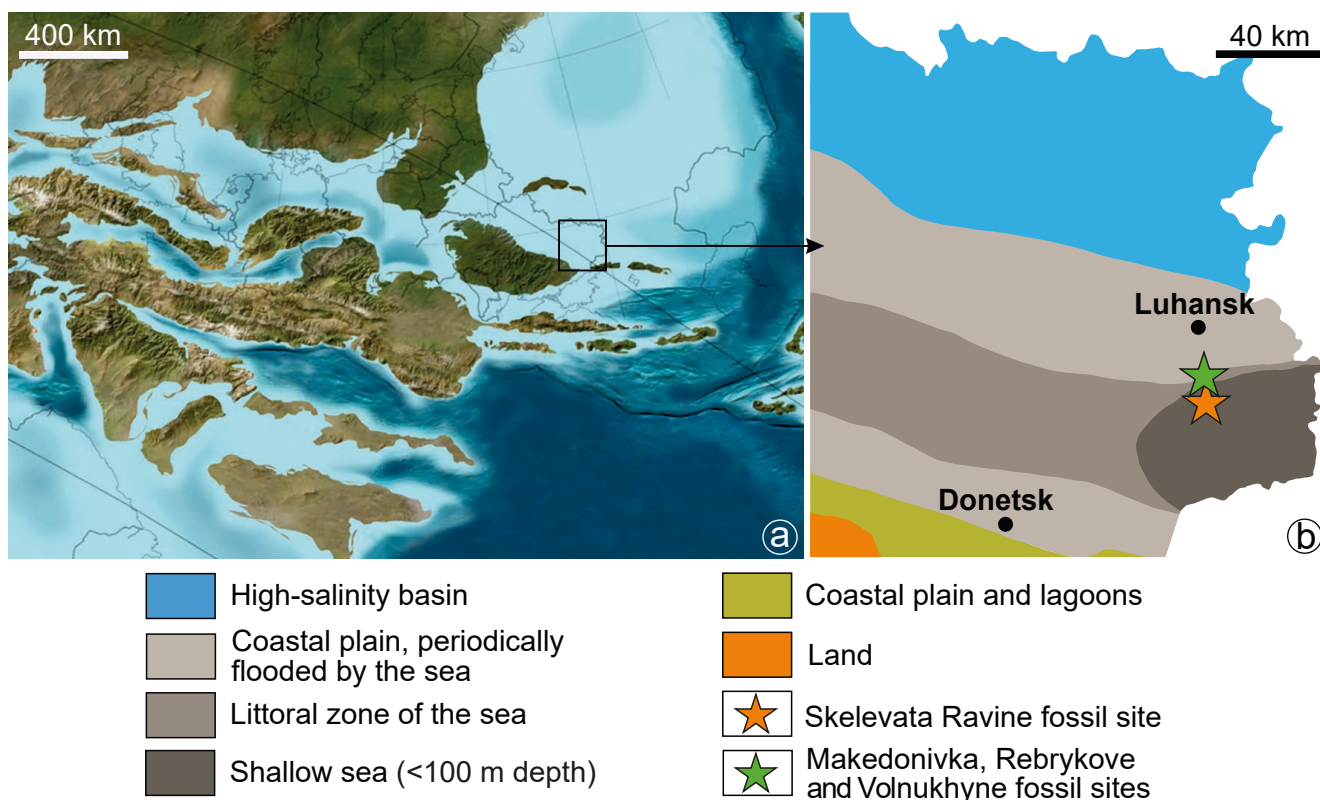 400 km
40 km
Luhansk
Donetsk
a
b
High-salinity basin
Coastal plain, periodically
flooded by the sea
Littoral zone of the sea
Shallow sea (<100 m depth)
Coastal plain and lagoons
Land
Skelevata Ravine fossil site
Makedonivka, Rebrykove
and Volnukhyne fossil sites